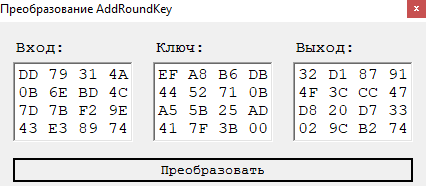 Преобразование AddRoundKey
x
Вход: Ключ: Выход:
DD 79 31 4A EF A8 B6 DB 32 D1 87 91
0B 6E BD 4C 44 52 71 0B 4F 3C CC 47
7D 7B F2 9E A5 5B 25 AD D8 20 D7 33
43 E3 89 74 41 7F 3B 00 02 9C B2 74
Преобразовать